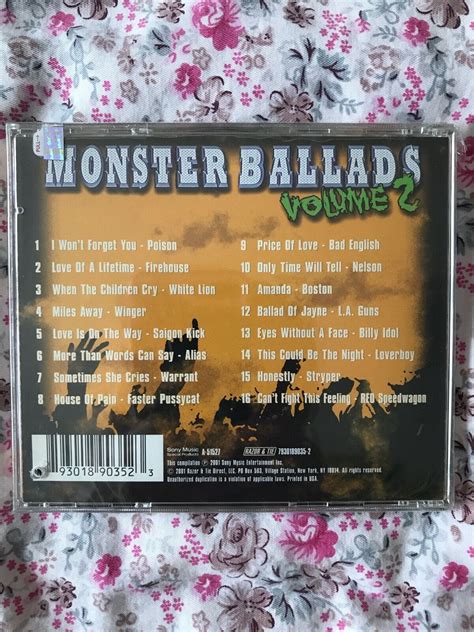 MONSTER BALLADS
VOLUME 2
1 I Won't Forget You - Poison
2 Love Of A Lifetime - Firehouse
3 When The Children Cry - White Lion
4 Miles Away - Winger
5 Love Is On The Way - Saigon Kick
6 More Than Words Can Say - Alias
7 Sometimes She Cries - Warrant
8 House Of Pain - Faster Pussycat
9 Price Of Love - Bad English
10 Only Time Will Tell - Nelson
11 Amanda - Boston
12 Ballad Of Jayne - L.A. Guns
13 Eyes Without A Face - Billy Idol
14 This Could Be The Night - Loverboy
15 Honestly - Stryper
16 Can't Fight This Feeling - REO Speedwagon
93018 90352 3
Sony Music
Special Products
A-51527
RAZOR & TIE
7930189035-2
This compilation ℗ 2001 Sony Music Entertainment Inc.
© 2001 Razor & Tie Direct, LLC, PO Box 563, Village Station, New York, NY 10014. All rights reserved.
Unauthorized duplication is a violation of applicable laws. Printed in USA.